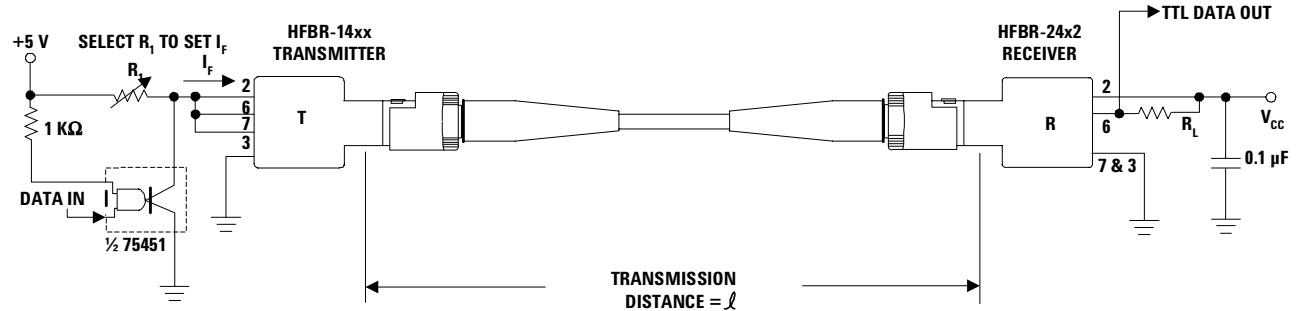 +5 V
SELECT R1 TO SET IF
IF
R1
1 KΩ
DATA IN
½ 75451
HFBR-14xx
TRANSMITTER
2
6
7
3
T
TRANSMISSION
DISTANCE = ℓ
HFBR-24x2
RECEIVER
R
2
6
7 & 3
TTL DATA OUT
RL
VCC
0.1 µF